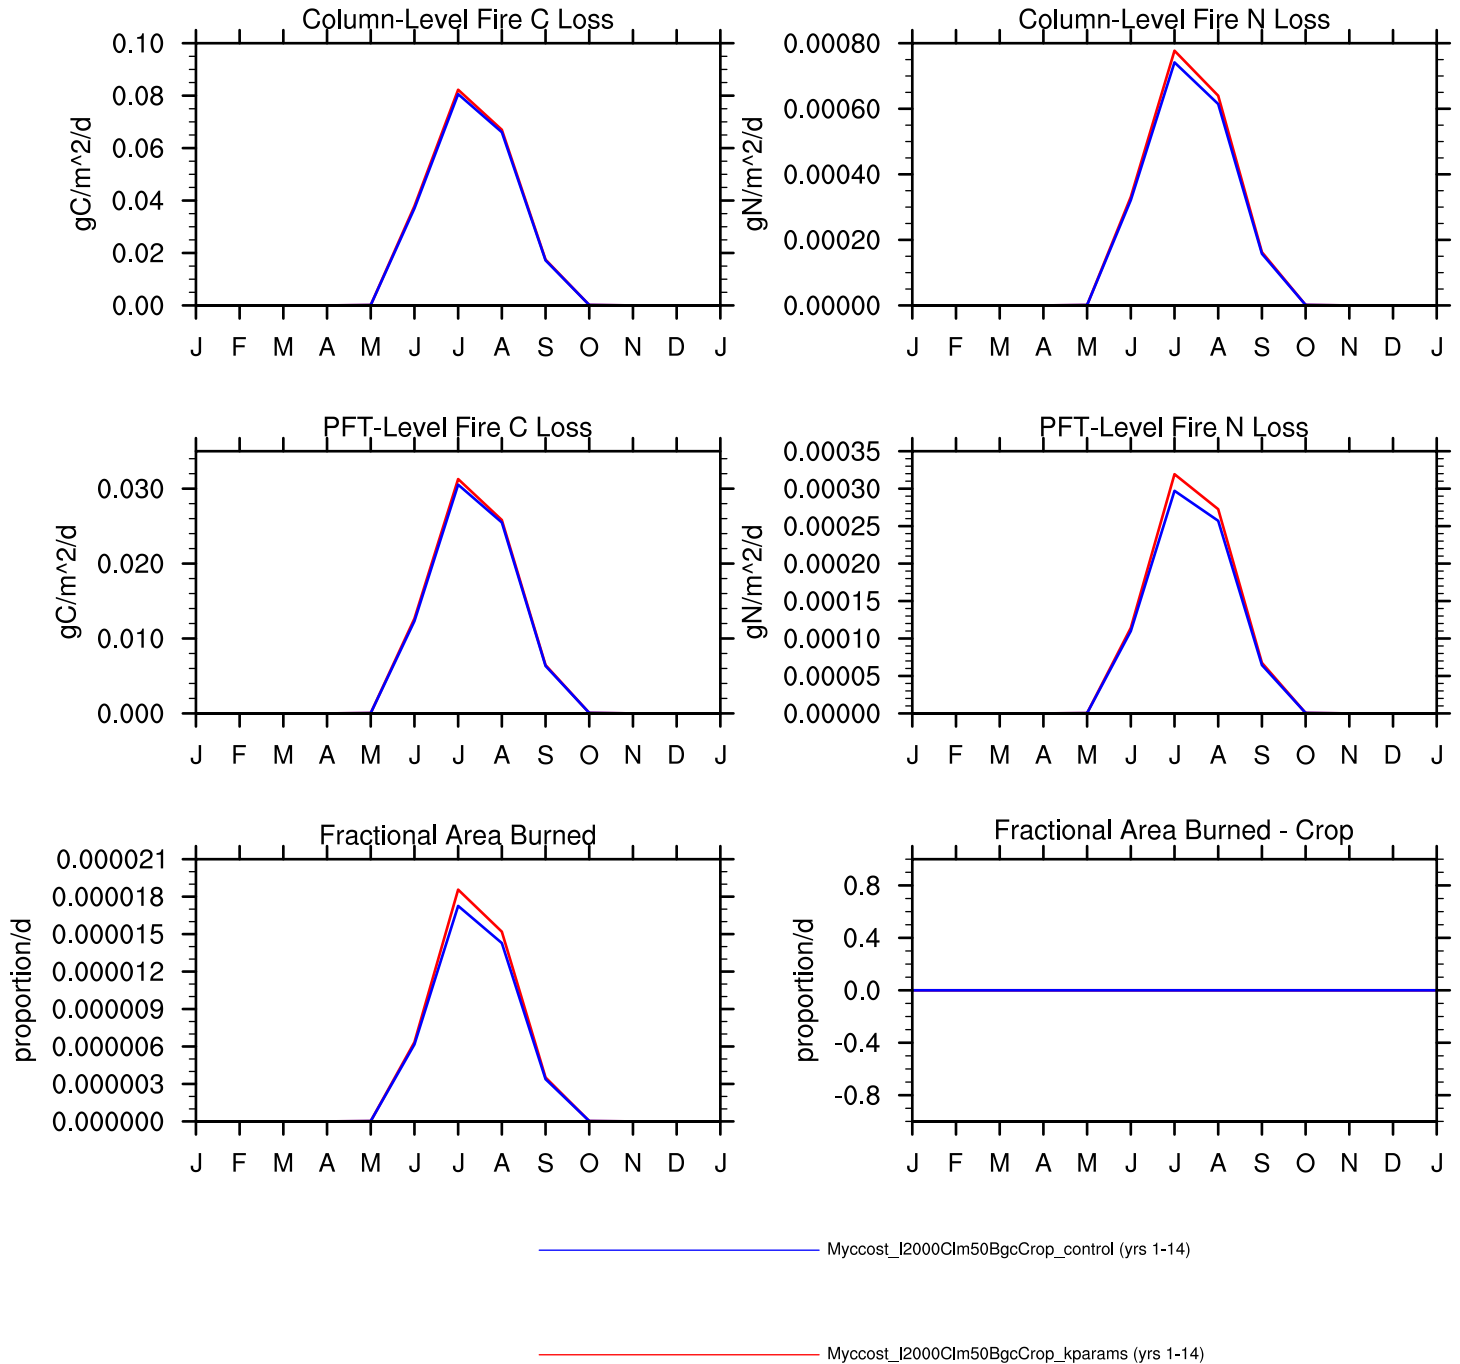 Column-Level Fire C Loss
gC/m^2/d
0.10
0.08
0.06
0.04
0.02
0.00
J F M A M J J A S O N D J
Column-Level Fire N Loss
gN/m^2/d
0.00080
0.00060
0.00040
0.00020
0.00000
J F M A M J J A S O N D J
PFT-Level Fire C Loss
gC/m^2/d
0.030
0.020
0.010
0.000
J F M A M J J A S O N D J
PFT-Level Fire N Loss
gN/m^2/d
0.00035
0.00030
0.00025
0.00020
0.00015
0.00010
0.00005
0.00000
J F M A M J J A S O N D J
Fractional Area Burned
proportion/d
0.000021
0.000018
0.000015
0.000012
0.000009
0.000006
0.000003
0.000000
J F M A M J J A S O N D J
Fractional Area Burned - Crop
proportion/d
0.8
0.4
0.0
-0.4
-0.8
J F M A M J J A S O N D J
Myccost_I2000Clm50BgcCrop_control (yrs 1-14)
Myccost_I2000Clm50BgcCrop_kparams (yrs 1-14)